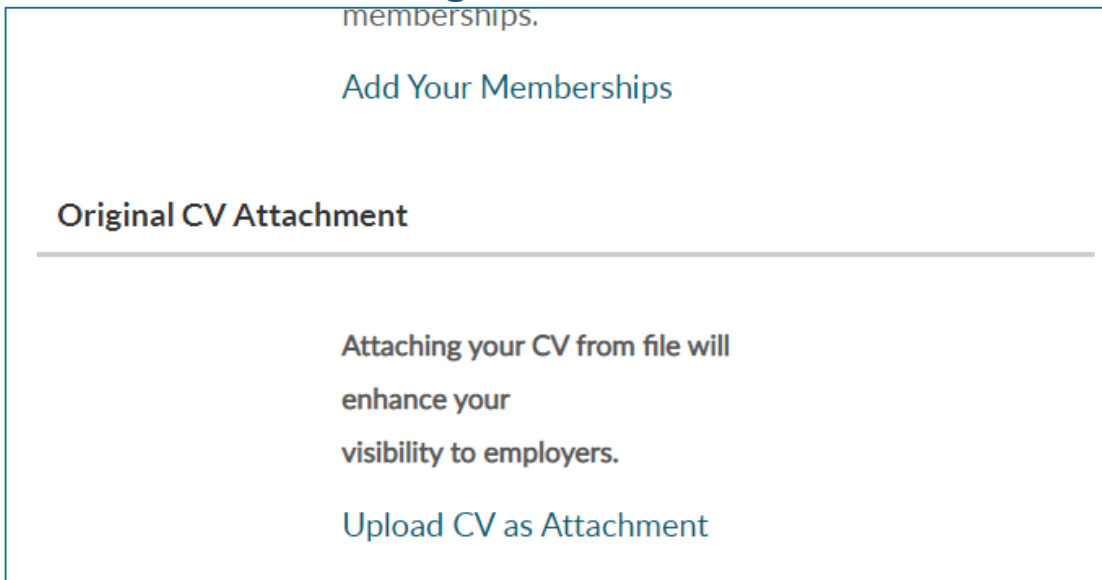 memberships.
Add Your Memberships
Original CV Attachment
Attaching your CV from file will
enhance your
visibility to employers.
Upload CV as Attachment